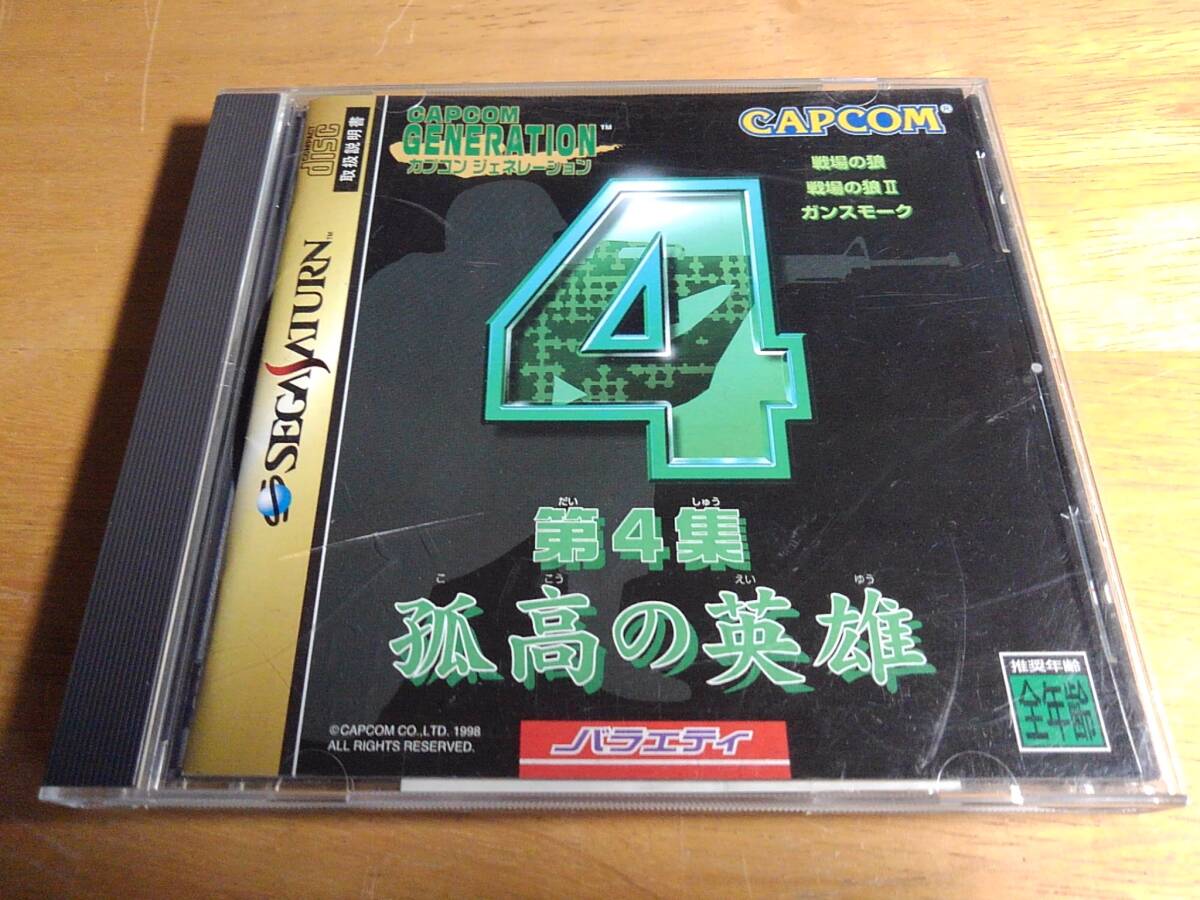 COMPACT
disc
取扱説明書
SEGA SATURN™
CAPCOM
GENERATION™
カプコン ジェネレーション
CAPCOM®
戦場の狼
戦場の狼II
ガンスモーク
4
だい しゅう
第4集
ここう えいゆう
孤高の英雄
©CAPCOM CO.,LTD. 1998
ALL RIGHTS RESERVED.
バラエティ
推奨年齢
全年齢